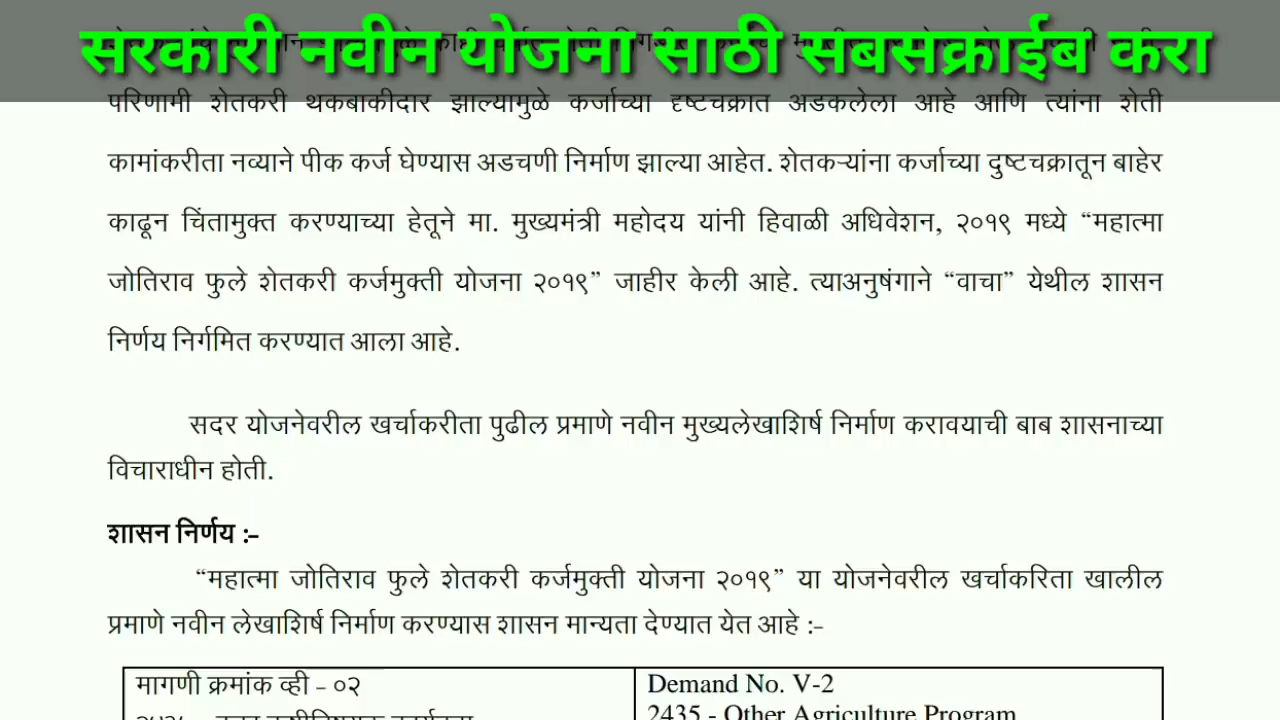 सरकारी नवीन योजना साठी सबसक्राईब करा
परिणामी शेतकरी थकबाकीदार झाल्यामुळे कर्जाच्या दृष्टचक्रात अडकलेला आहे आणि त्यांना शेती
कामांकरीता नव्याने पीक कर्ज घेण्यास अडचणी निर्माण झाल्या आहेत. शेतकऱ्यांना कर्जाच्या दुष्टचक्रातून बाहेर
काढून चिंतामुक्त करण्याच्या हेतूने मा. मुख्यमंत्री महोदय यांनी हिवाळी अधिवेशन, २०१९ मध्ये “महात्मा
जोतिराव फुले शेतकरी कर्जमुक्ती योजना २०१९” जाहीर केली आहे. त्याअनुषंगाने “वाचा” येथील शासन
निर्णय निर्गमित करण्यात आला आहे.
सदर योजनेवरील खर्चाकरीता पुढील प्रमाणे नवीन मुख्यलेखाशिर्ष निर्माण करावयाची बाब शासनाच्या
विचाराधीन होती.
शासन निर्णय :-
“महात्मा जोतिराव फुले शेतकरी कर्जमुक्ती योजना २०१९” या योजनेवरील खर्चाकरिता खालील
प्रमाणे नवीन लेखाशिर्ष निर्माण करण्यास शासन मान्यता देण्यात येत आहे :-
मागणी क्रमांक व्ही - ०२
Demand No. V-2
2435 - Other Agriculture Program